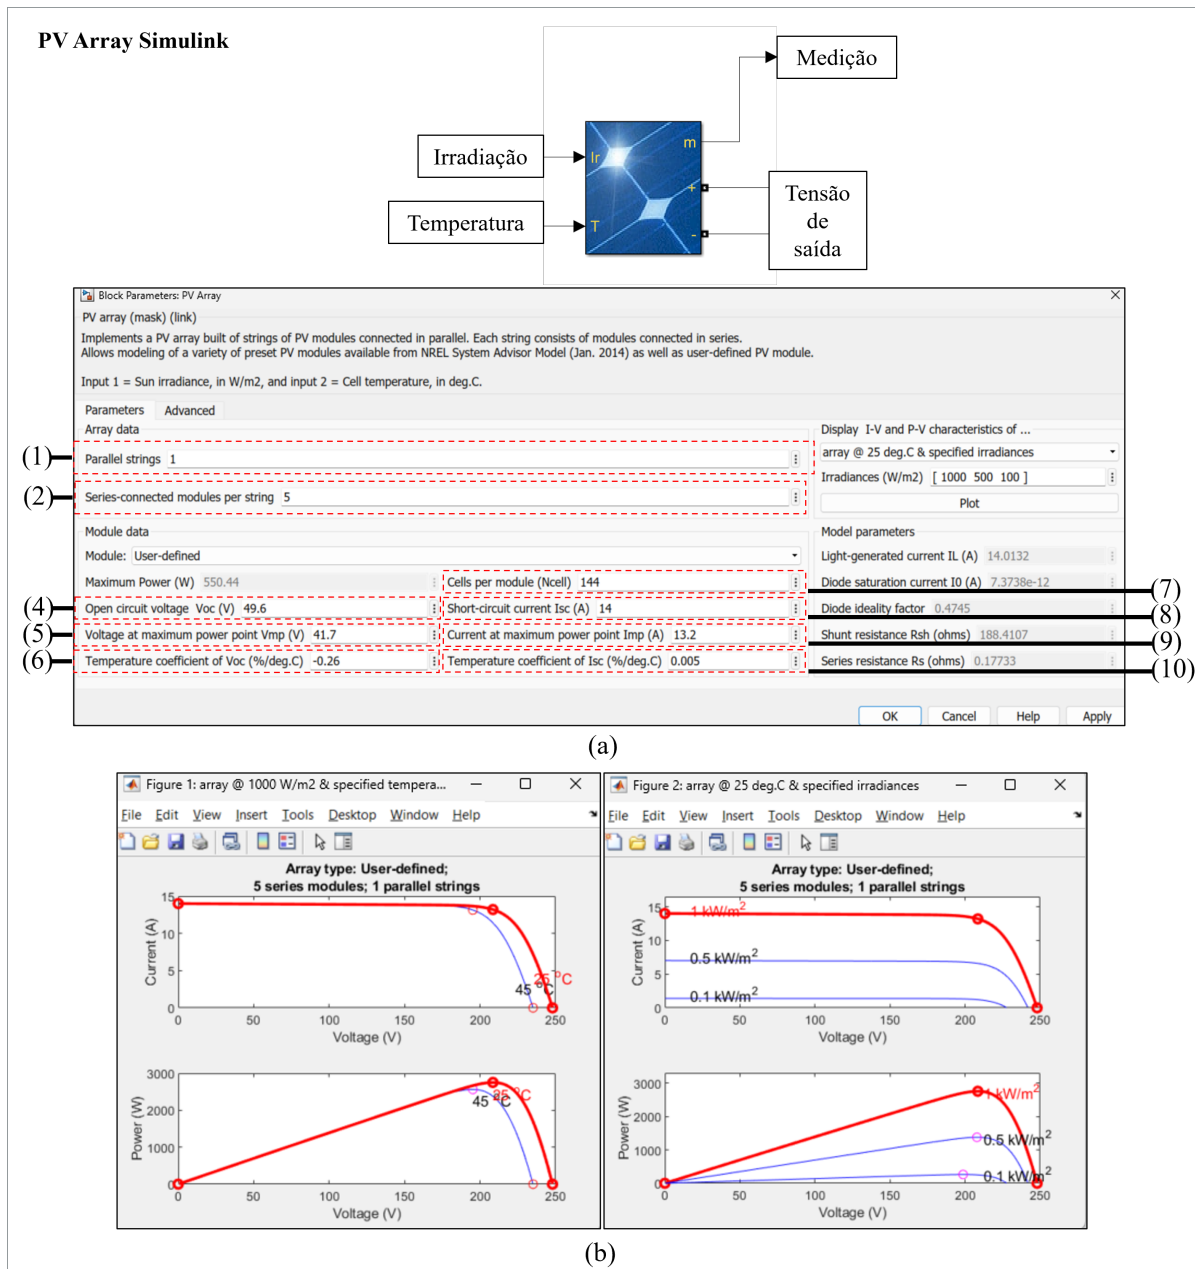 PV Array Simulink
Medição
Irradiação
Ir
m
+
Tensão
de
saída
Temperatura
T
-
Block Parameters: PV Array
PV array (mask) (link)
Implements a PV array built of strings of PV modules connected in parallel. Each string consists of modules connected in series.
Allows modeling of a variety of preset PV modules available from NREL System Advisor Model (Jan. 2014) as well as user-defined PV module.
Input 1 = Sun irradiance, in W/m2, and input 2 = Cell temperature, in deg.C.
Parameters Advanced
Array data
(1) Parallel strings 1
(2) Series-connected modules per string 5
Display I-V and P-V characteristics of ...
array @ 25 deg.C & specified irradiances
Irradiances (W/m2) [ 1000 500 100 ]
Plot
Module data
Module: User-defined
Maximum Power (W) 550.44 Cells per module (Ncell) 144 (7)
(4) Open circuit voltage Voc (V) 49.6 Short-circuit current Isc (A) 14 (8)
(5) Voltage at maximum power point Vmp (V) 41.7 Current at maximum power point Imp (A) 13.2 (9)
(6) Temperature coefficient of Voc (%/deg.C) -0.26 Temperature coefficient of Isc (%/deg.C) 0.005 (10)
Model parameters
Light-generated current IL (A) 14.0132
Diode saturation current I0 (A) 7.3738e-12
Diode ideality factor 0.4745
Shunt resistance Rsh (ohms) 188.4107
Series resistance Rs (ohms) 0.17733
OK Cancel Help Apply
(a)
Figure 1: array @ 1000 W/m2 & specified tempera...
File Edit View Insert Tools Desktop Window Help
Array type: User-defined;
5 series modules; 1 parallel strings
15
10
5
0
Current (A)
25 °C
45 °C
0 50 100 150 200 250
Voltage (V)
3000
2000
1000
0
Power (W)
25 °C
45 °C
0 50 100 150 200 250
Voltage (V)
Figure 2: array @ 25 deg.C & specified irradiances
File Edit View Insert Tools Desktop Window Help
Array type: User-defined;
5 series modules; 1 parallel strings
15
10
5
0
Current (A)
1 kW/m²
0.5 kW/m²
0.1 kW/m²
0 50 100 150 200 250
Voltage (V)
3000
2000
1000
0
Power (W)
1 kW/m²
0.5 kW/m²
0.1 kW/m²
0 50 100 150 200 250
Voltage (V)
(b)